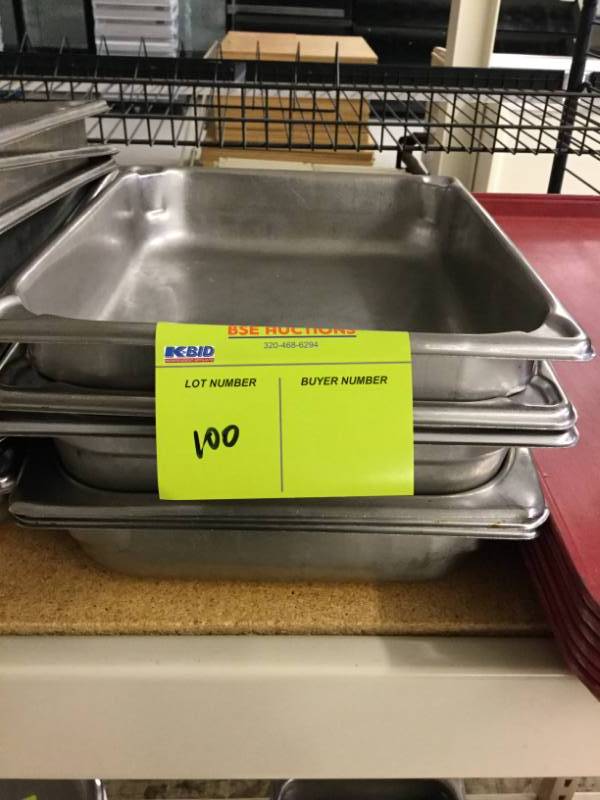 BSE AUCTIONS
320-468-6294
K-BID
LOT NUMBER
BUYER NUMBER
100